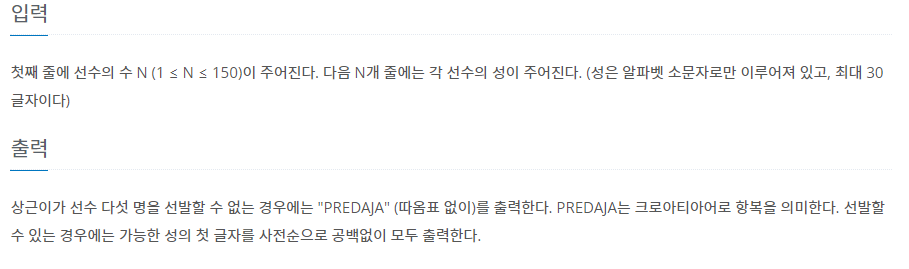 입력
첫째 줄에 선수의 수 N (1 ≤ N ≤ 150)이 주어진다. 다음 N개 줄에는 각 선수의 성이 주어진다. (성은 알파벳 소문자로만 이루어져 있고, 최대 30
글자이다)
출력
상근이가 선수 다섯 명을 선발할 수 없는 경우에는 "PREDAJA" (따옴표 없이)를 출력한다. PREDAJA는 크로아티아어로 항복을 의미한다. 선발할
수 있는 경우에는 가능한 성의 첫 글자를 사전순으로 공백없이 모두 출력한다.